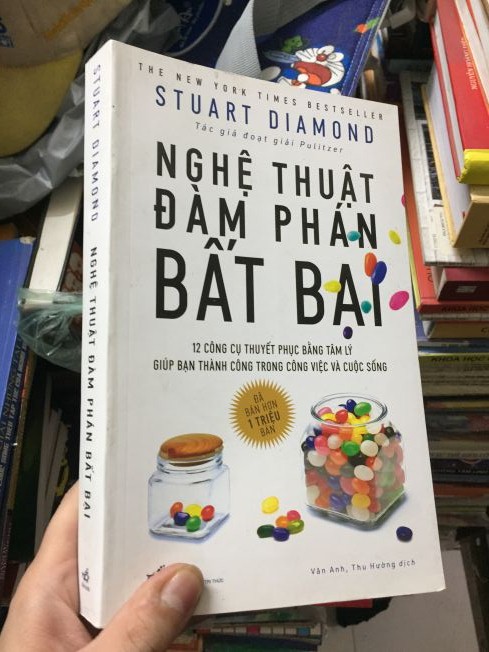 THE NEW YORK TIMES BESTSELLER
STUART DIAMOND
Tác giả đoạt giải Pulitzer
NGHỆ THUẬT
ĐÀM PHÁN
BẤT BẠI
12 CÔNG CỤ THUYẾT PHỤC BẰNG TÂM LÝ
GIÚP BẠN THÀNH CÔNG TRONG CÔNG VIỆC VÀ CUỘC SỐNG
ĐÃ
BÁN HƠN
1 TRIỆU
BẢN
Vân Anh, Thu Hường dịch
TRI THỨC
STUART DIAMOND NGHỆ THUẬT ĐÀM PHÁN BẤT BẠI